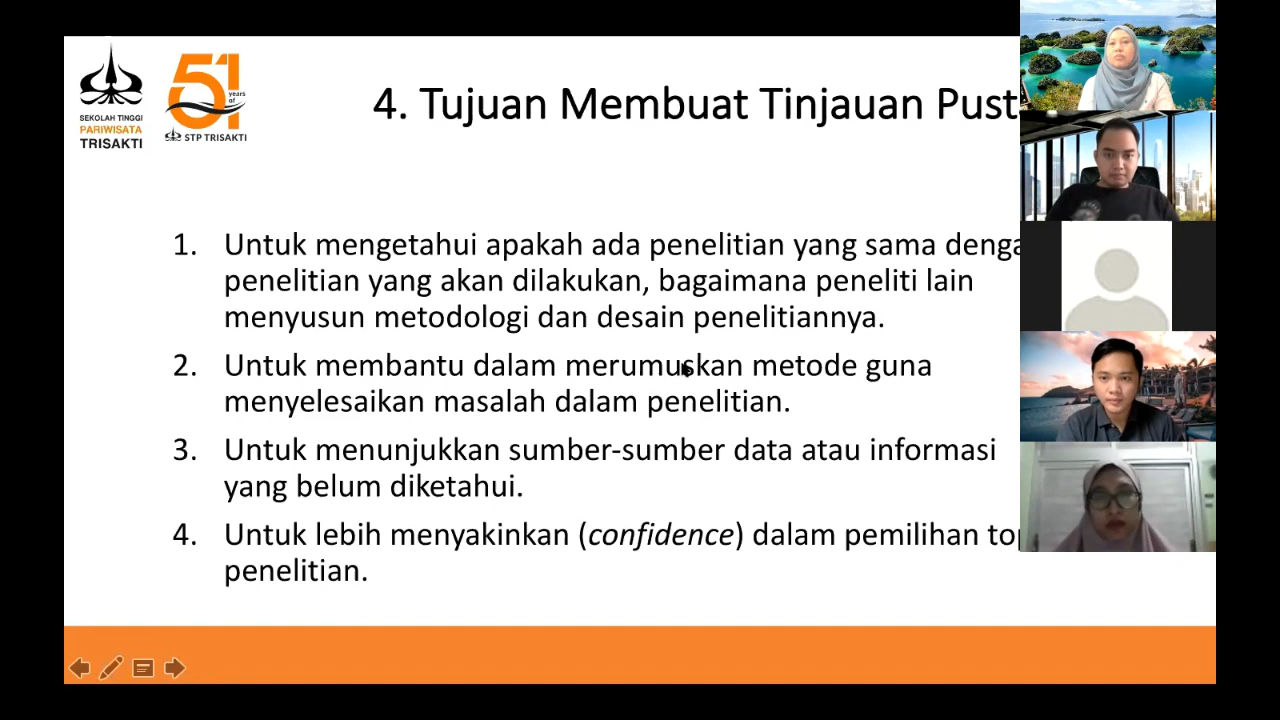 SEKOLAH TINGGI
PARIWISATA
TRISAKTI
51
years
of
STP TRISAKTI
4. Tujuan Membuat Tinjauan Pust
1. Untuk mengetahui apakah ada penelitian yang sama denga
penelitian yang akan dilakukan, bagaimana peneliti lain
menyusun metodologi dan desain penelitiannya.
2. Untuk membantu dalam merumuskan metode guna
menyelesaikan masalah dalam penelitian.
3. Untuk menunjukkan sumber-sumber data atau informasi
yang belum diketahui.
4. Untuk lebih menyakinkan (confidence) dalam pemilihan to
penelitian.